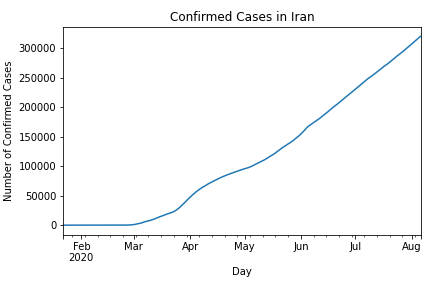 Confirmed Cases in Iran
Number of Confirmed Cases
300000
250000
200000
150000
100000
50000
0
Feb Mar Apr May Jun Jul Aug
2020
Day